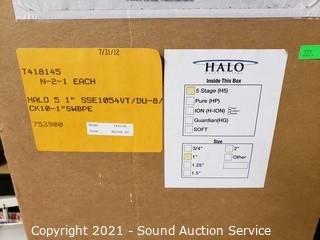 7/31/12
T418145
N-2-1 EACH
HALO 5 1" SSE1054VT/DU-8/
CK10-1"SWBPE
753900
HALO
Inside This Box
5 Stage (H5)
Pure (HP)
ION (H-ION)
Guardian(HG)
SOFT
Size
3/4"
2"
1"
Other
1.25"
1.5"
Copyright 2021 - Sound Auction Service